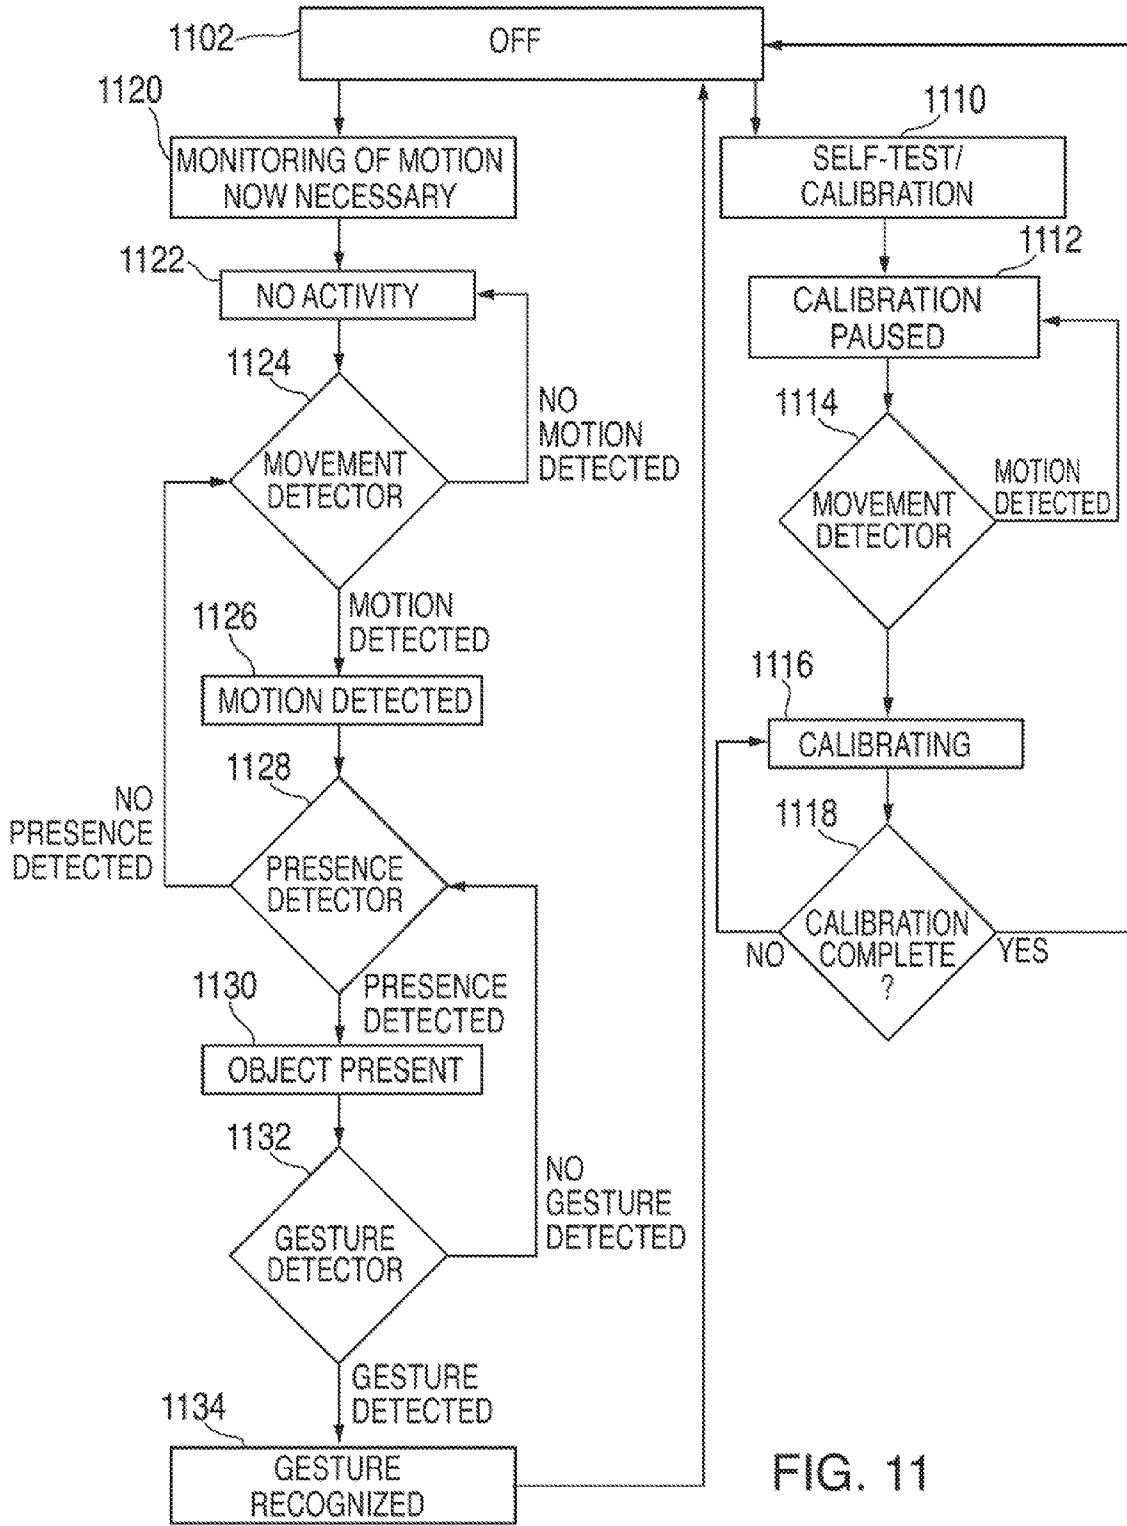 1102
OFF
1120
MONITORING OF MOTION
NOW NECESSARY
1122
NO ACTIVITY
1124
MOVEMENT
DETECTOR
NO
MOTION
DETECTED
MOTION
DETECTED
1126
MOTION DETECTED
1128
PRESENCE
DETECTOR
NO
PRESENCE
DETECTED
PRESENCE
DETECTED
1130
OBJECT PRESENT
1132
GESTURE
DETECTOR
NO
GESTURE
DETECTED
GESTURE
DETECTED
1134
GESTURE
RECOGNIZED
1110
SELF-TEST/
CALIBRATION
1112
CALIBRATION
PAUSED
1114
MOVEMENT
DETECTOR
MOTION
DETECTED
1116
CALIBRATING
1118
CALIBRATION
COMPLETE
?
NO
YES
FIG. 11